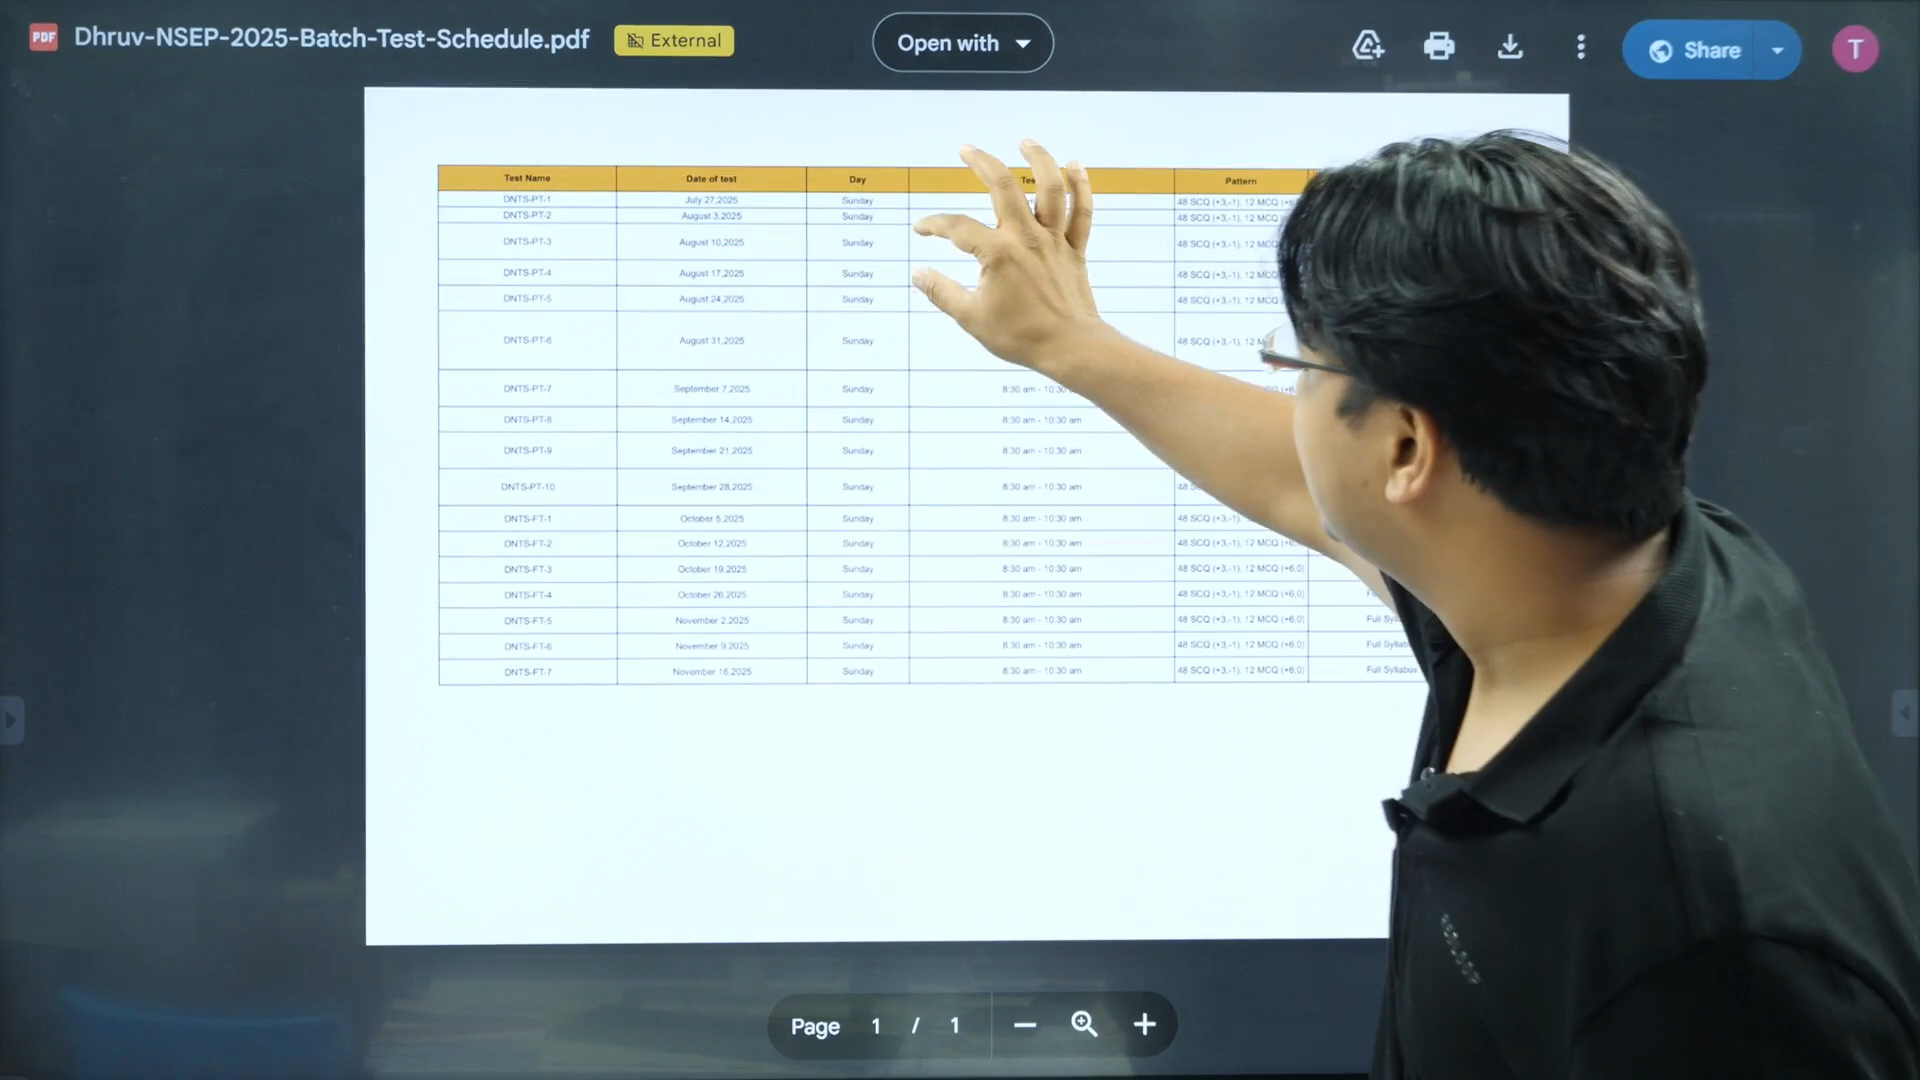 PDF Dhruv-NSEP-2025-Batch-Test-Schedule.pdf External Open with Share T
Test Name Date of test Day Pattern
DNTS-PT-1 July 27,2025 Sunday 48 SCQ (+3,-1), 12 MCQ
DNTS-PT-2 August 3,2025 Sunday 48 SCQ (+3,-1), 12 MCQ
DNTS-PT-3 August 10,2025 Sunday 48 SCQ (+3,-1), 12 MCQ
DNTS-PT-4 August 17,2025 Sunday 48 SCQ (+3,-1), 12 MCQ
DNTS-PT-5 August 24,2025 Sunday 48 SCQ (+3,-1), 12 MCQ
DNTS-PT-6 August 31,2025 Sunday 48 SCQ (+3,-1), 12
DNTS-PT-7 September 7,2025 Sunday 8:30 am - 10:30
DNTS-PT-8 September 14,2025 Sunday 8:30 am - 10:30 am
DNTS-PT-9 September 21,2025 Sunday 8:30 am - 10:30 am
DNTS-PT-10 September 28,2025 Sunday 8:30 am - 10:30 am 48
DNTS-FT-1 October 5,2025 Sunday 8:30 am - 10:30 am 48 SCQ (+3,-1),
DNTS-FT-2 October 12,2025 Sunday 8:30 am - 10:30 am 48 SCQ (+3,-1), 12 MCQ
DNTS-FT-3 October 19,2025 Sunday 8:30 am - 10:30 am 48 SCQ (+3,-1), 12 MCQ (+6,0)
DNTS-FT-4 October 26,2025 Sunday 8:30 am - 10:30 am 48 SCQ (+3,-1), 12 MCQ (+6,0)
DNTS-FT-5 November 2,2025 Sunday 8:30 am - 10:30 am 48 SCQ (+3,-1), 12 MCQ (+6,0) Full
DNTS-FT-6 November 9,2025 Sunday 8:30 am - 10:30 am 48 SCQ (+3,-1), 12 MCQ (+6,0) Full
DNTS-FT-7 November 16,2025 Sunday 8:30 am - 10:30 am 48 SCQ (+3,-1), 12 MCQ (+6,0) Full Syllabus
Page 1 / 1